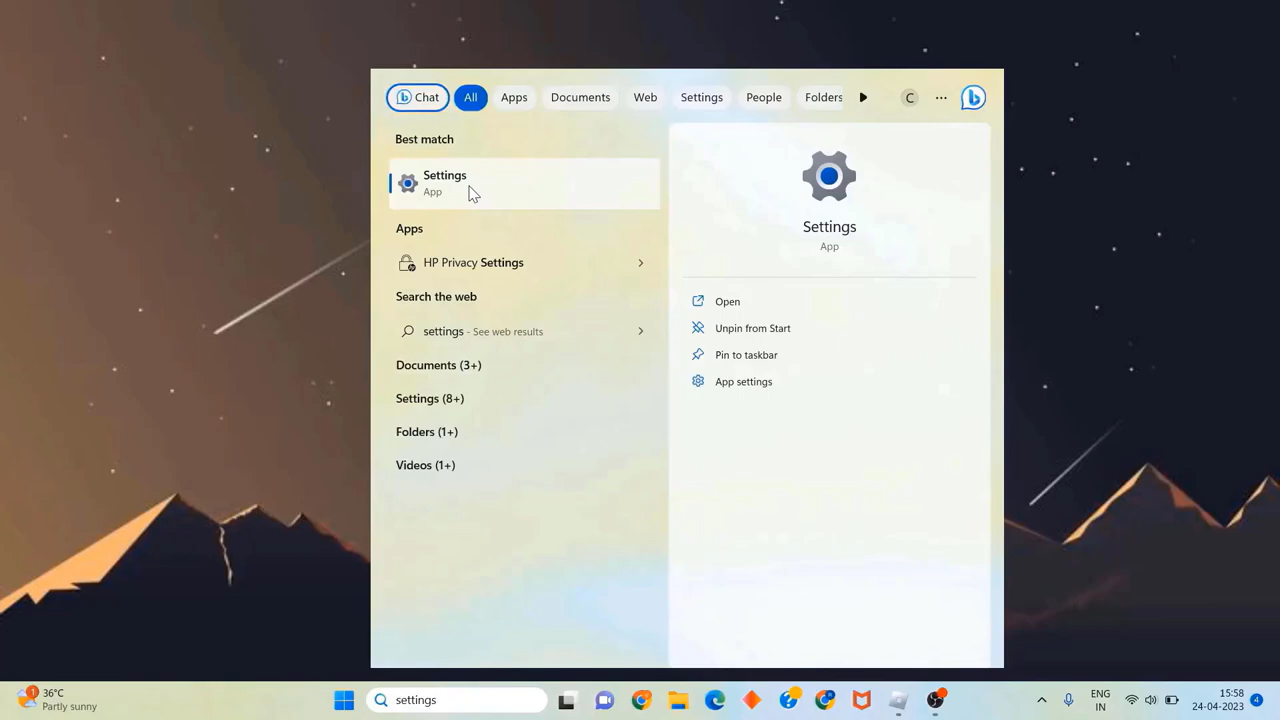 Chat
All
Apps
Documents
Web
Settings
People
Folders
C
Best match
Settings
App
Apps
HP Privacy Settings
Search the web
settings - See web results
Documents (3+)
Settings (8+)
Folders (1+)
Videos (1+)
Settings
App
Open
Unpin from Start
Pin to taskbar
App settings
1
36°C
Partly sunny
settings
ENG
IN
15:58
24-04-2023
4